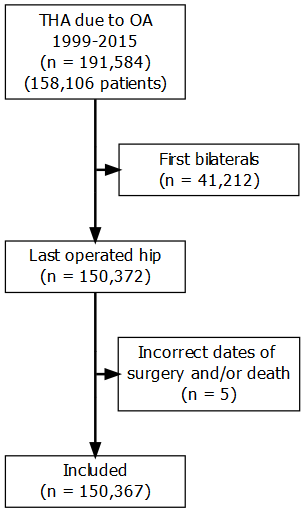 THA due to OA
1999-2015
(n = 191,584)
(158,106 patients)
First bilaterals
(n = 41,212)
Last operated hip
(n = 150,372)
Incorrect dates of
surgery and/or death
(n = 5)
Included
(n = 150,367)